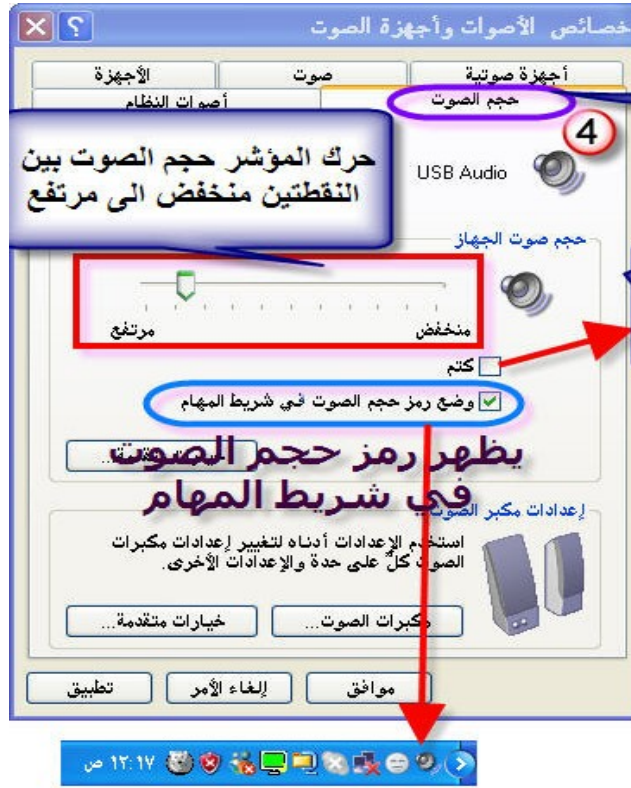 خصائص الأصوات وأجهزة الصوت
أجهزة صوتية
صوت
الأجهزة
حجم الصوت
أصوات النظام
4
حرك المؤشر حجم الصوت بين
النقطتين منخفض الى مرتفع
USB Audio
حجم صوت الجهاز
منخفض
مرتفع
كتم
وضع رمز حجم الصوت في شريط المهام
يظهر رمز حجم الصوت
في شريط المهام
إعدادات مكبر الصوت
استخدم الإعدادات أدناه لتغيير إعدادات مكبرات
الصوت كلٌ على حدة والإعدادات الأخرى.
مكبرات الصوت...
خيارات متقدمة...
موافق
إلغاء الأمر
تطبيق
١٢:١٧ ص